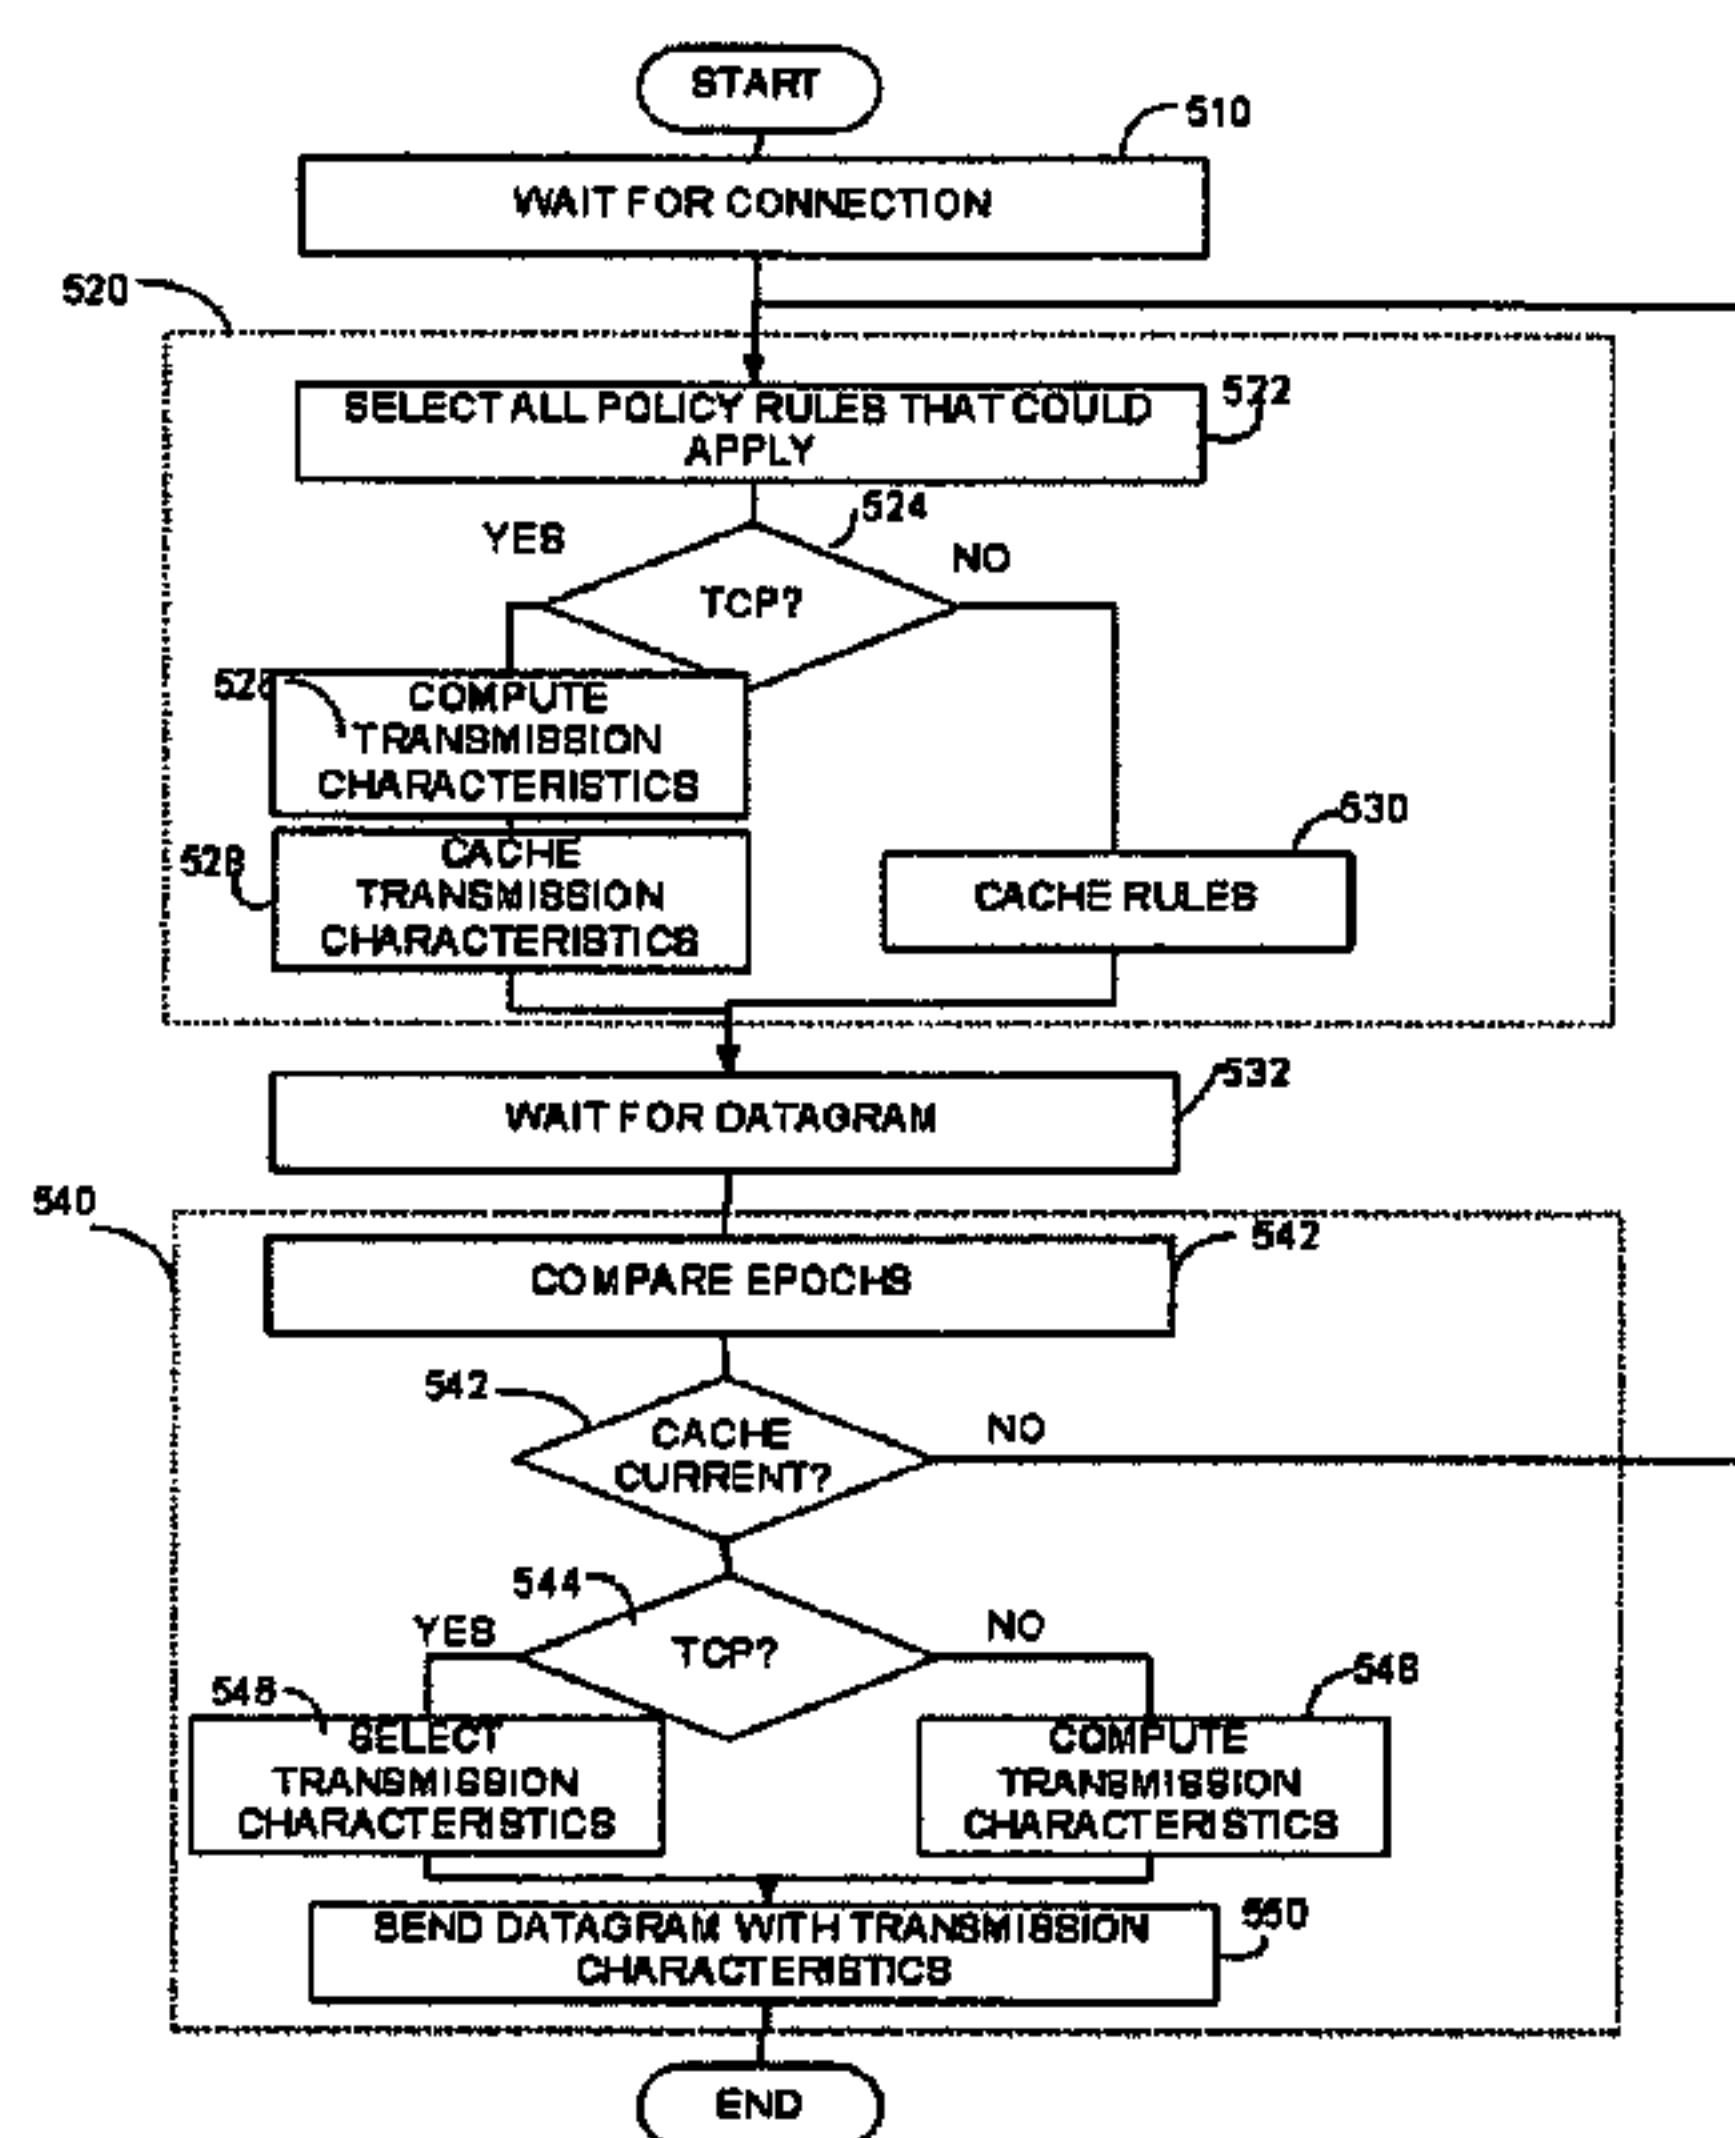 START
510
WAIT FOR CONNECTION
520
SELECT ALL POLICY RULES THAT COULD
APPLY
522
524
YES
NO
TCP?
COMPUTE
TRANSMISSION
CHARACTERISTICS
530
528
CACHE
TRANSMISSION
CHARACTERISTICS
CACHE RULES
532
WAIT FOR DATAGRAM
540
542
COMPARE EPOCHS
542
CACHE
CURRENT?
NO
544
YES
NO
TCP?
SELECT
TRANSMISSION
CHARACTERISTICS
COMPUTE
TRANSMISSION
CHARACTERISTICS
550
SEND DATAGRAM WITH TRANSMISSION
CHARACTERISTICS
END